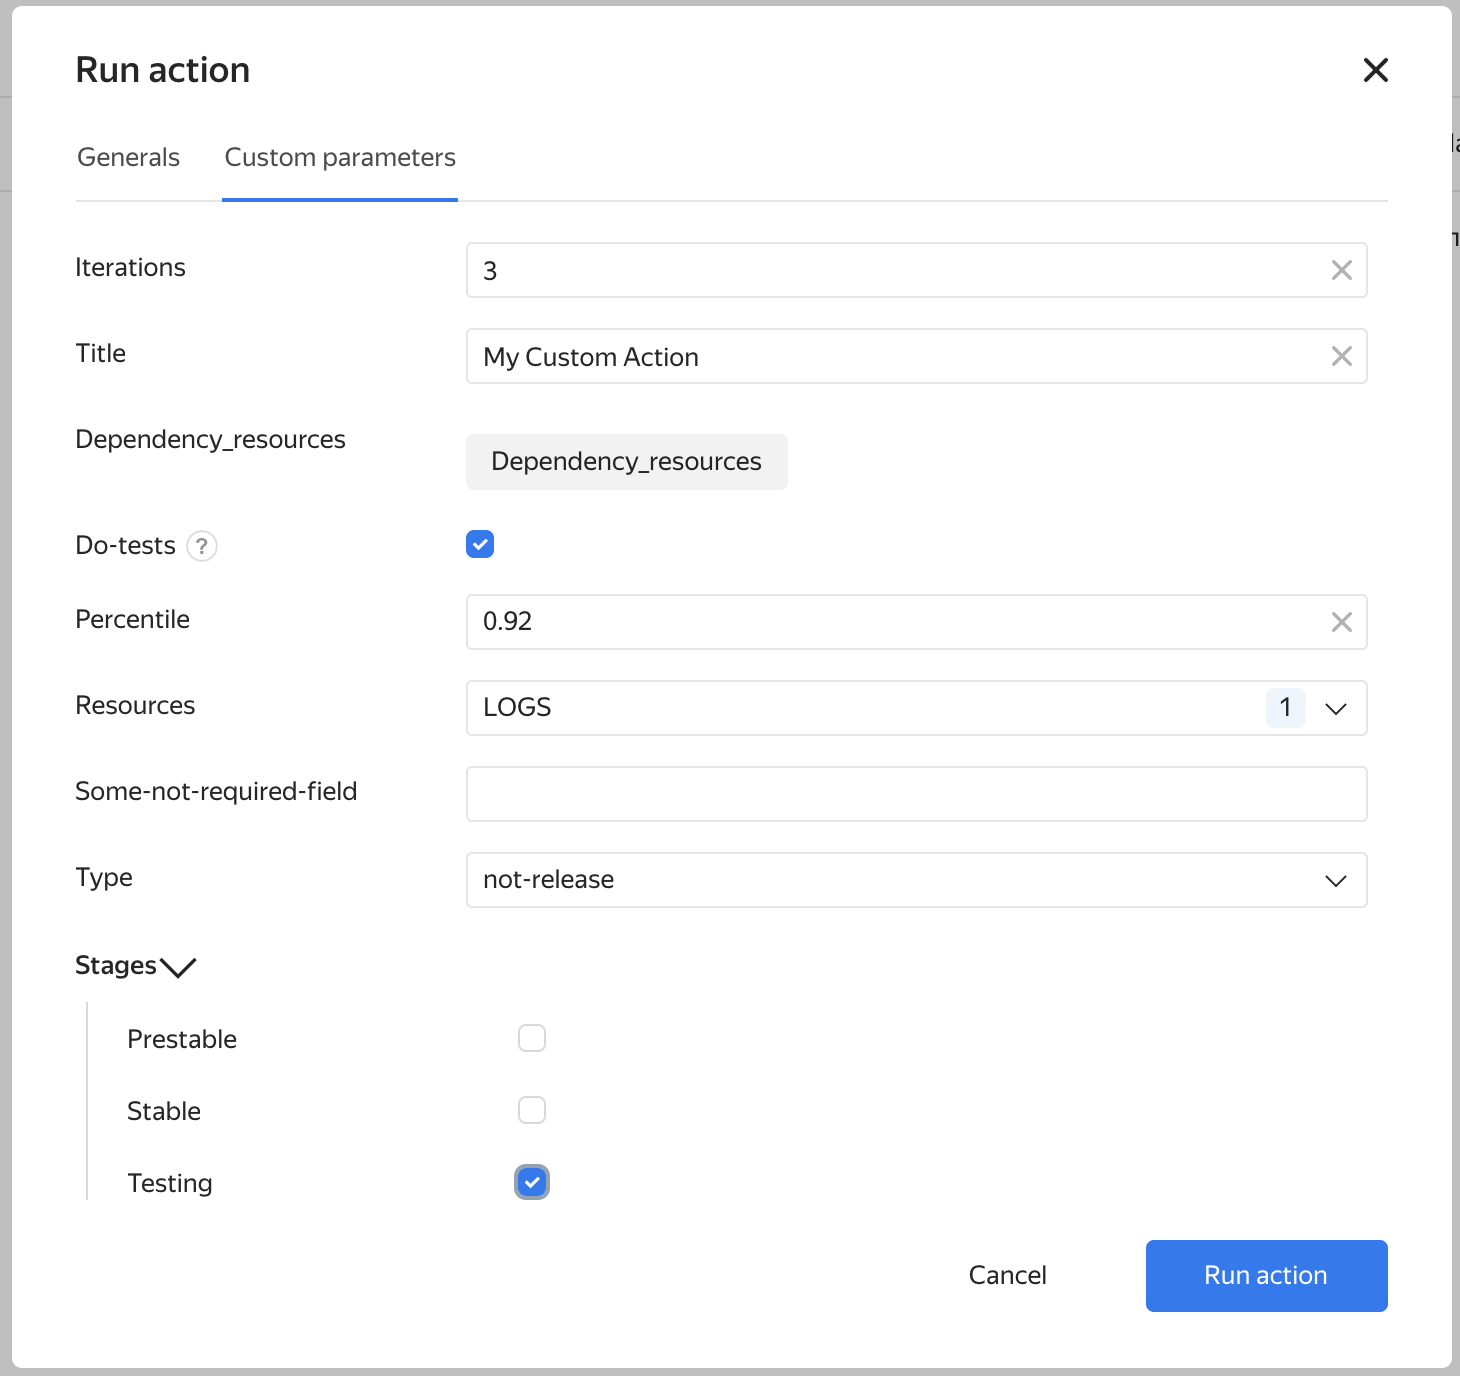 Run action
Generals Custom parameters
Iterations 3
Title My Custom Action
Dependency_resources Dependency_resources
Do-tests ?
Percentile 0.92
Resources LOGS 1
Some-not-required-field
Type not-release
Stages
Prestable
Stable
Testing
Cancel Run action